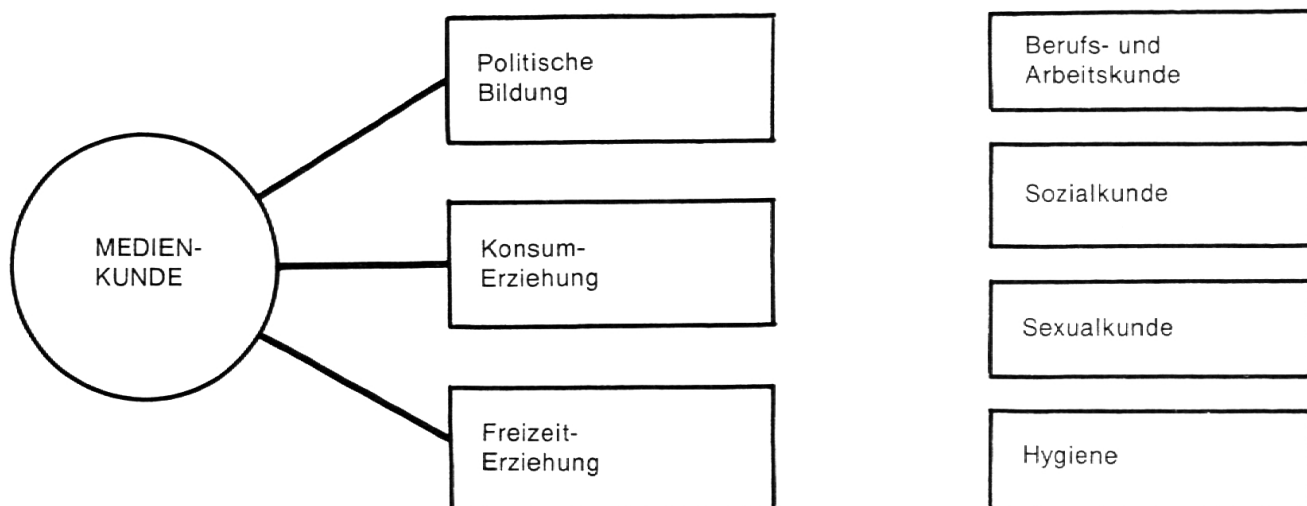 MEDIEN-
KUNDE
Politische
Bildung
Konsum-
Erziehung
Freizeit-
Erziehung
Berufs- und
Arbeitskunde
Sozialkunde
Sexualkunde
Hygiene